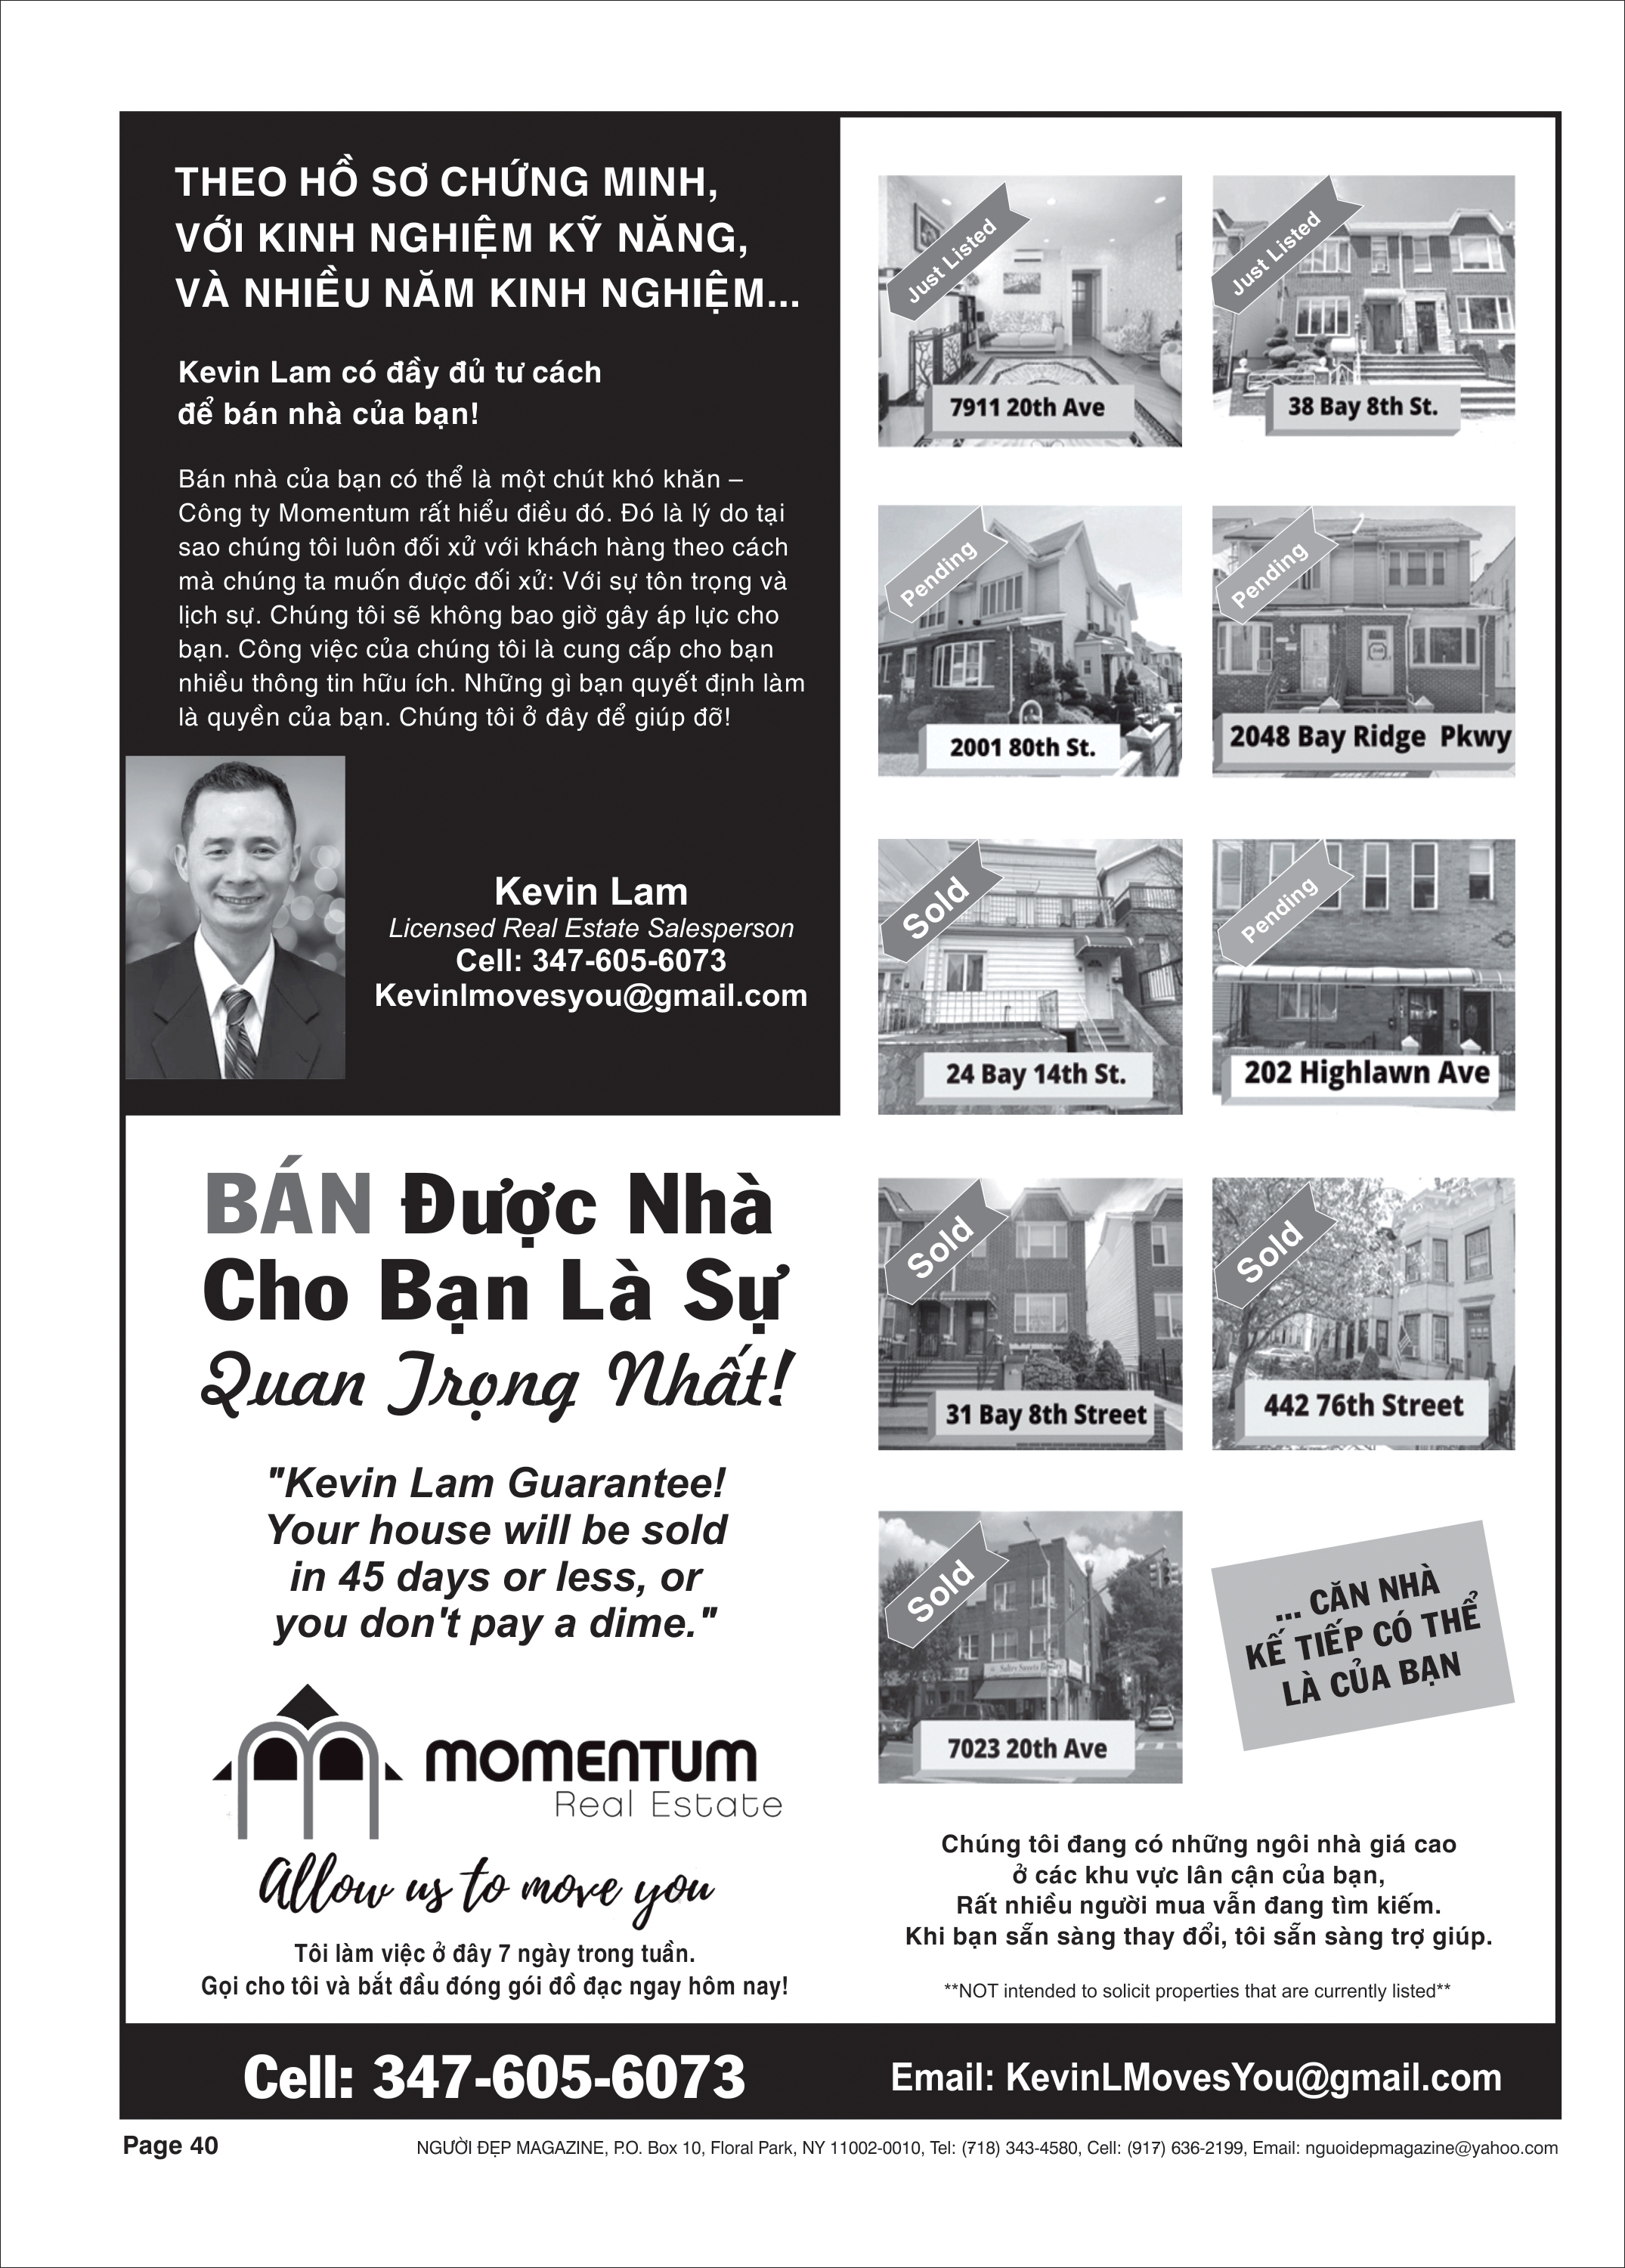 THEO HỒ SƠ CHỨNG MINH,
VỚI KINH NGHIỆM KỸ NĂNG,
VÀ NHIỀU NĂM KINH NGHIỆM...
Kevin Lam có đầy đủ tư cách
để bán nhà của bạn!
Bán nhà của bạn có thể là một chút khó khăn –
Công ty Momentum rất hiểu điều đó. Đó là lý do tại
sao chúng tôi luôn đối xử với khách hàng theo cách
mà chúng ta muốn được đối xử: Với sự tôn trọng và
lịch sự. Chúng tôi sẽ không bao giờ gây áp lực cho
bạn. Công việc của chúng tôi là cung cấp cho bạn
nhiều thông tin hữu ích. Những gì bạn quyết định làm
là quyền của bạn. Chúng tôi ở đây để giúp đỡ!
Kevin Lam
Licensed Real Estate Salesperson
Cell: 347-605-6073
Kevinlmovesyou@gmail.com
BÁN Được Nhà
Cho Bạn Là Sự
Quan Trọng Nhất!
"Kevin Lam Guarantee!
Your house will be sold
in 45 days or less, or
you don't pay a dime."
MOMENTUM
Real Estate
Allow us to move you
Tôi làm việc ở đây 7 ngày trong tuần.
Gọi cho tôi và bắt đầu đóng gói đồ đạc ngay hôm nay!
Just Listed
7911 20th Ave
Just Listed
38 Bay 8th St.
Pending
2001 80th St.
Pending
2048 Bay Ridge Pkwy
Sold
24 Bay 14th St.
Pending
202 Highlawn Ave
Sold
31 Bay 8th Street
Sold
442 76th Street
Sold
7023 20th Ave
... CĂN NHÀ
KẾ TIẾP CÓ THỂ
LÀ CỦA BẠN
Chúng tôi đang có những ngôi nhà giá cao
ở các khu vực lân cận của bạn,
Rất nhiều người mua vẫn đang tìm kiếm.
Khi bạn sẵn sàng thay đổi, tôi sẵn sàng trợ giúp.
**NOT intended to solicit properties that are currently listed**
Cell: 347-605-6073
Email: KevinLMovesYou@gmail.com
Page 40
NGƯỜI ĐẸP MAGAZINE, P.O. Box 10, Floral Park, NY 11002-0010, Tel: (718) 343-4580, Cell: (917) 636-2199, Email: nguoidepmagazine@yahoo.com